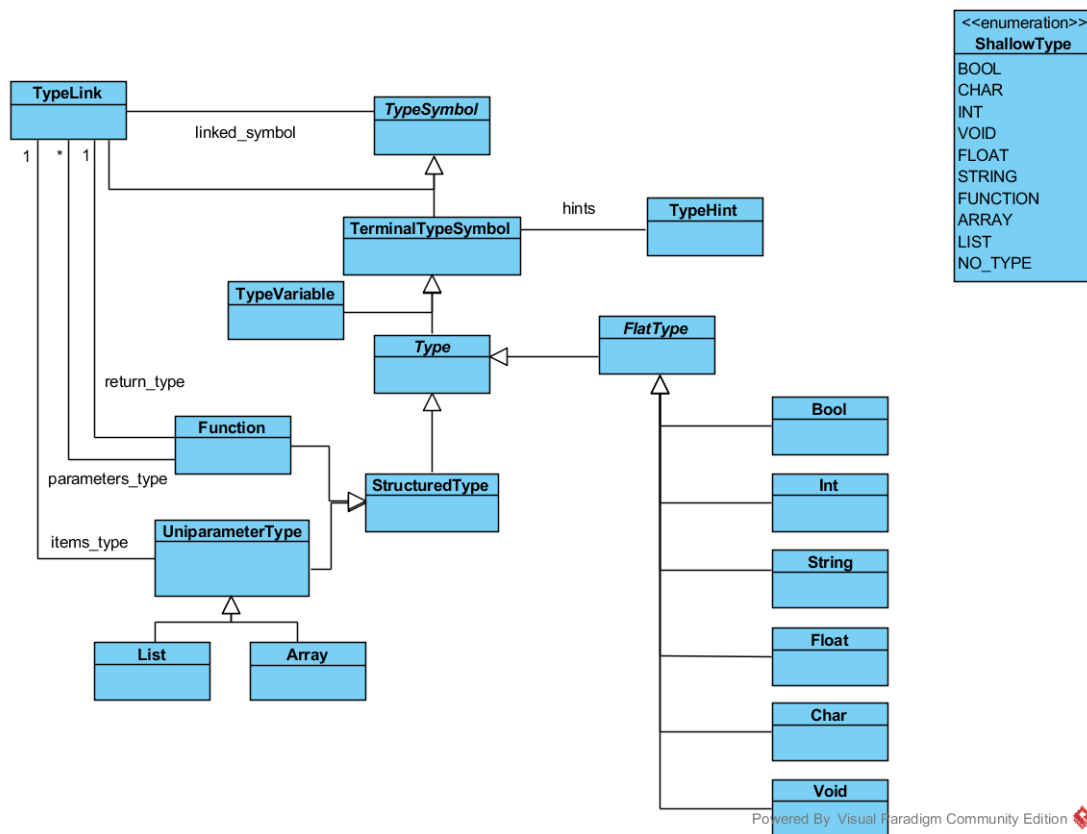 <<enumeration>>
ShallowType
BOOL
CHAR
INT
VOID
FLOAT
STRING
FUNCTION
ARRAY
LIST
NO_TYPE
TypeLink
TypeSymbol
linked_symbol
1
*
1
hints
TerminalTypeSymbol
TypeHint
TypeVariable
Type
FlatType
return_type
Function
parameters_type
StructuredType
UniparameterType
items_type
List
Array
Bool
Int
String
Float
Char
Void
Powered By Visual Paradigm Community Edition